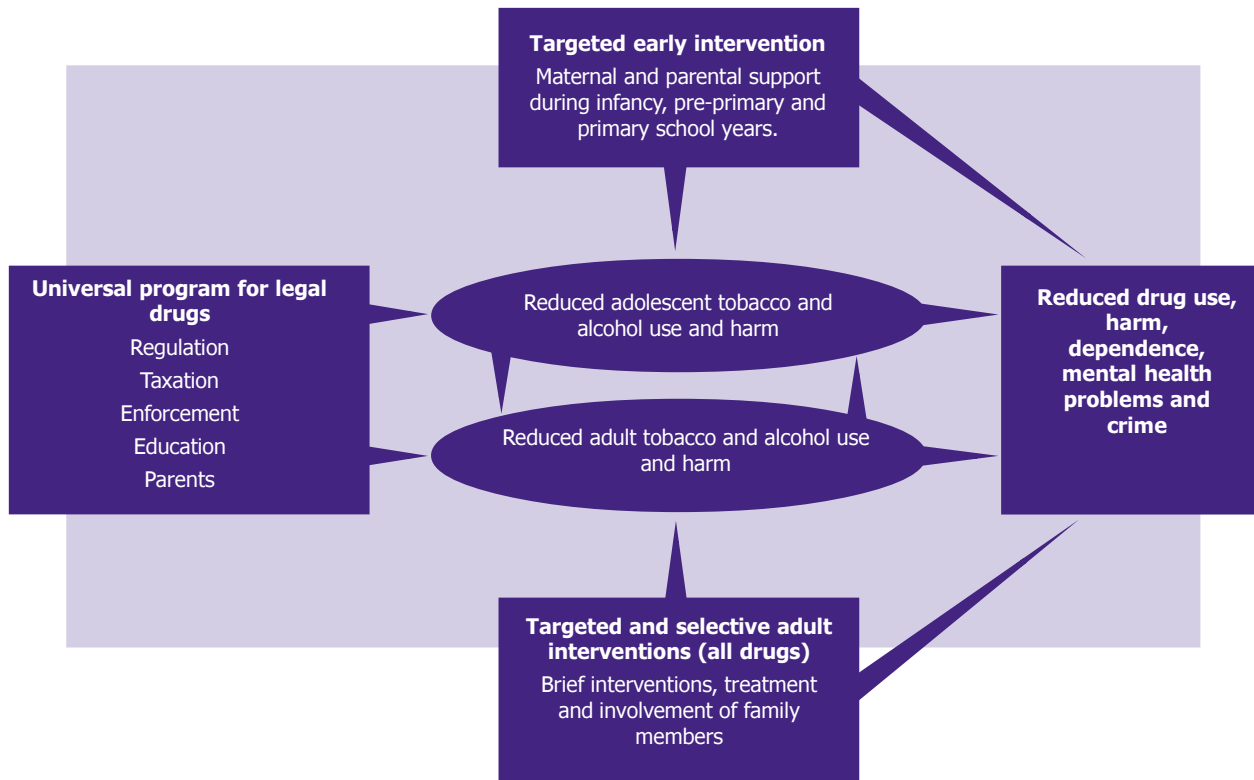 Targeted early intervention
Maternal and parental support
during infancy, pre-primary and
primary school years.
Universal program for legal
drugs
Regulation
Taxation
Enforcement
Education
Parents
Reduced adolescent tobacco and
alcohol use and harm
Reduced adult tobacco and alcohol use
and harm
Reduced drug use,
harm,
dependence,
mental health
problems and
crime
Targeted and selective adult
interventions (all drugs)
Brief interventions, treatment
and involvement of family
members